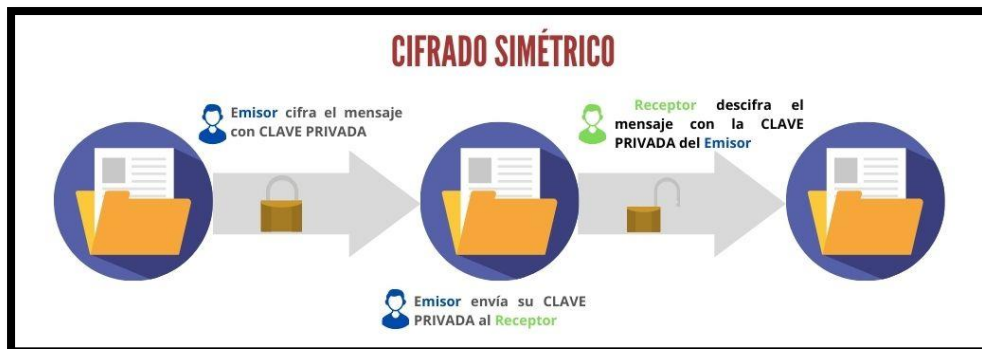 CIFRADO SIMÉTRICO
Emisor cifra el mensaje
con CLAVE PRIVADA
Receptor descifra el
mensaje con la CLAVE
PRIVADA del Emisor
Emisor envía su CLAVE
PRIVADA al Receptor